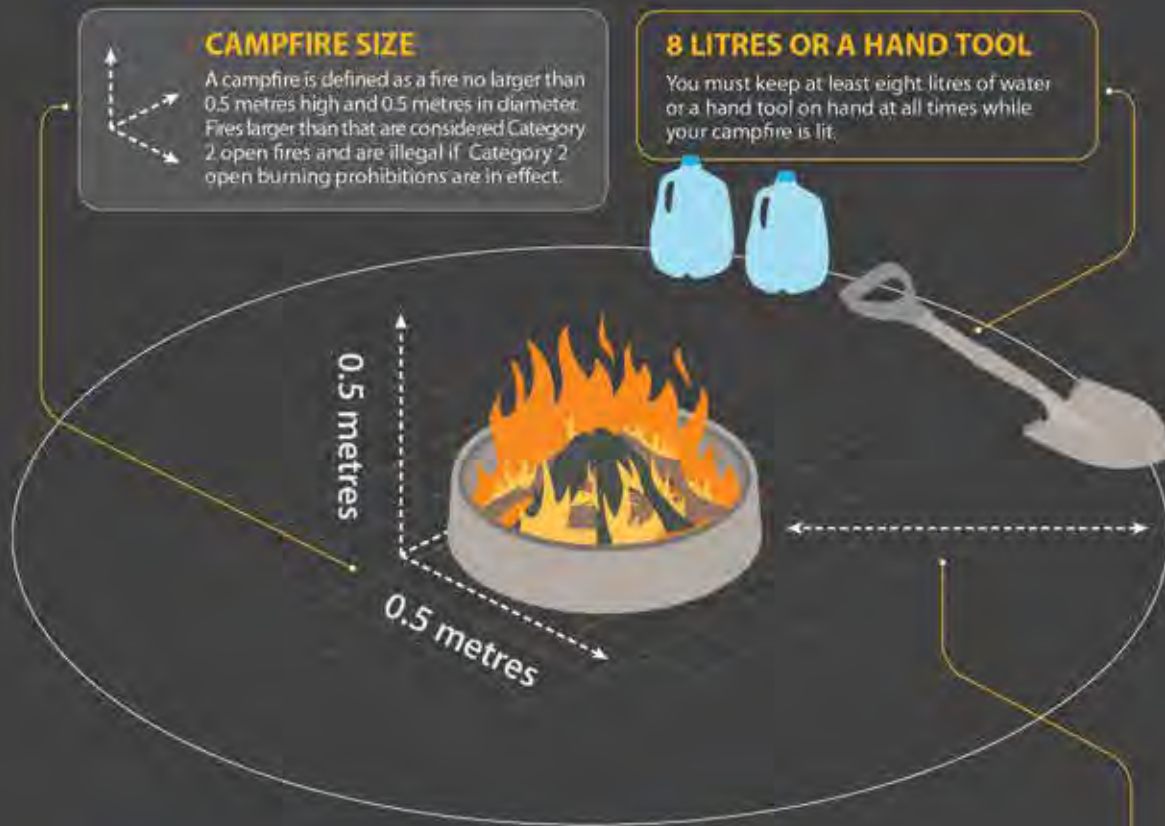 CAMPFIRE SIZE
A campfire is defined as a fire no larger than
0.5 metres high and 0.5 metres in diameter.
Fires larger than that are considered Category
2 open fires and are illegal if Category 2
open burning prohibitions are in effect.
8 LITRES OR A HAND TOOL
You must keep at least eight litres of water
or a hand tool on hand at all times while
your campfire is lit.
0.5 metres
0.5 metres